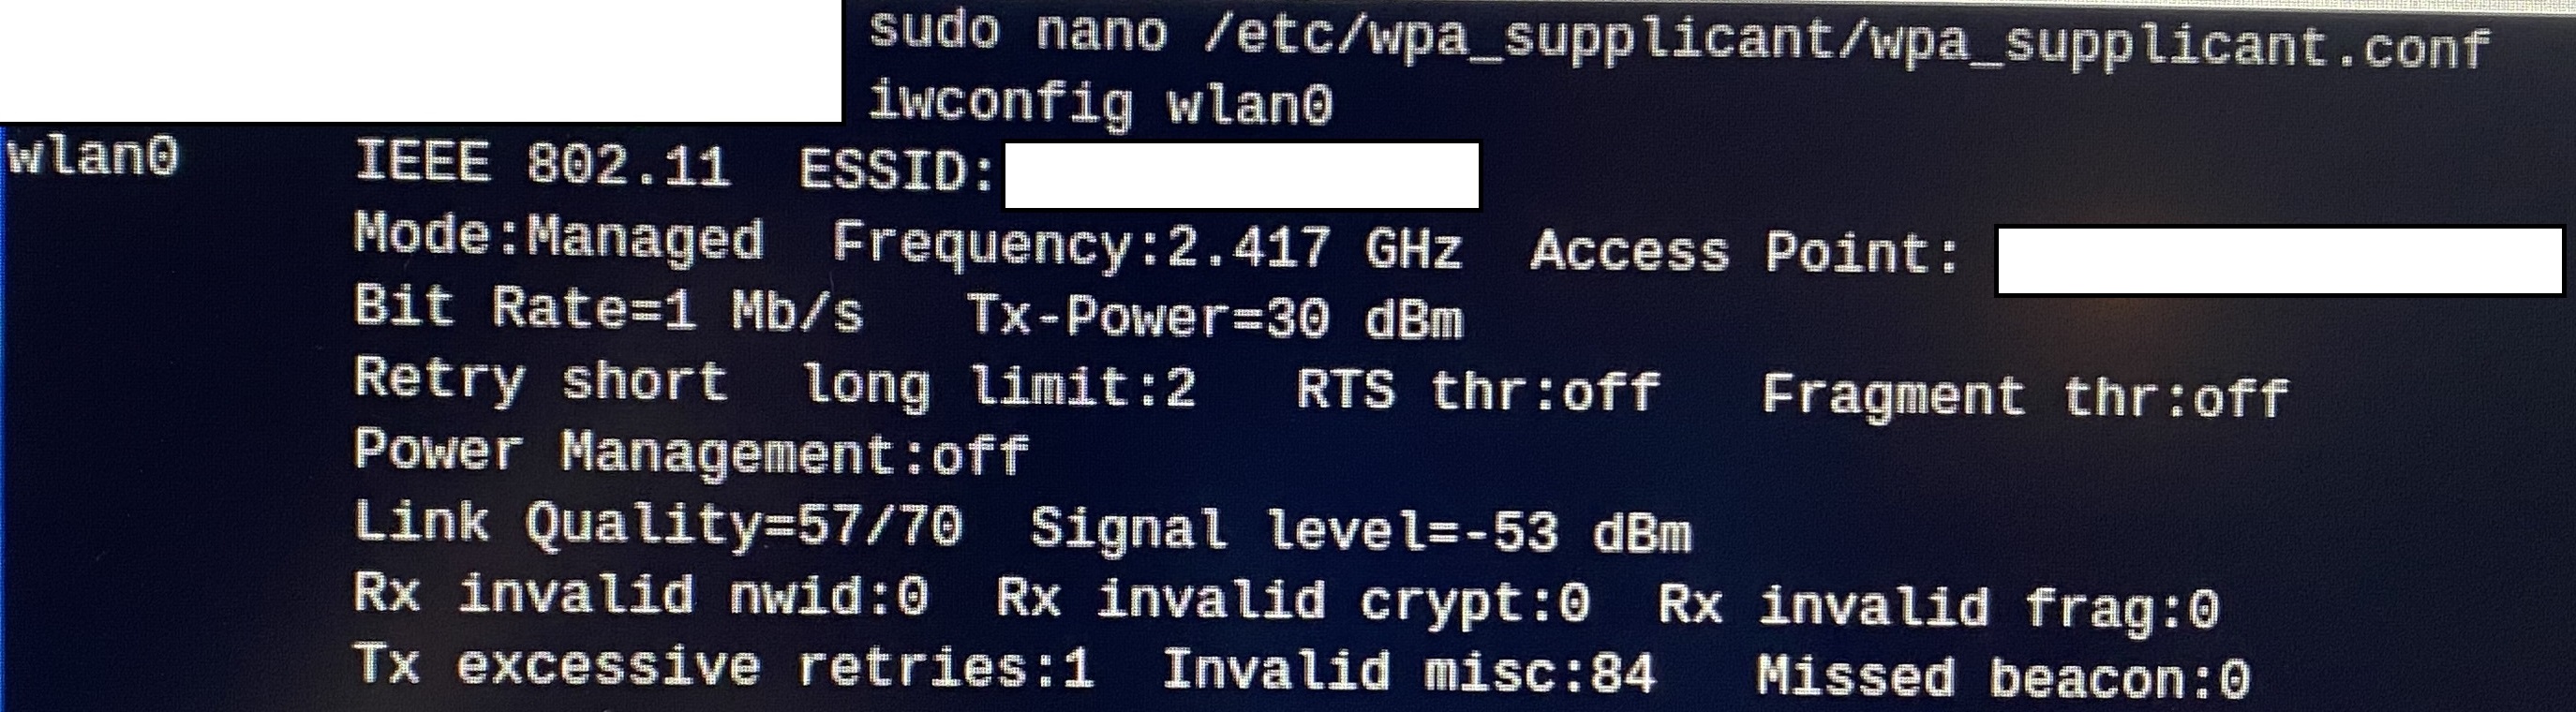 sudo nano /etc/wpa_supplicant/wpa_supplicant.conf
iwconfig wlan0
wlan0 IEEE 802.11 ESSID:
Mode:Managed Frequency:2.417 GHz Access Point:
Bit Rate=1 Mb/s Tx-Power=30 dBm
Retry short long limit:2 RTS thr:off Fragment thr:off
Power Management:off
Link Quality=57/70 Signal level=-53 dBm
Rx invalid nwid:0 Rx invalid crypt:0 Rx invalid frag:0
Tx excessive retries:1 Invalid misc:84 Missed beacon:0